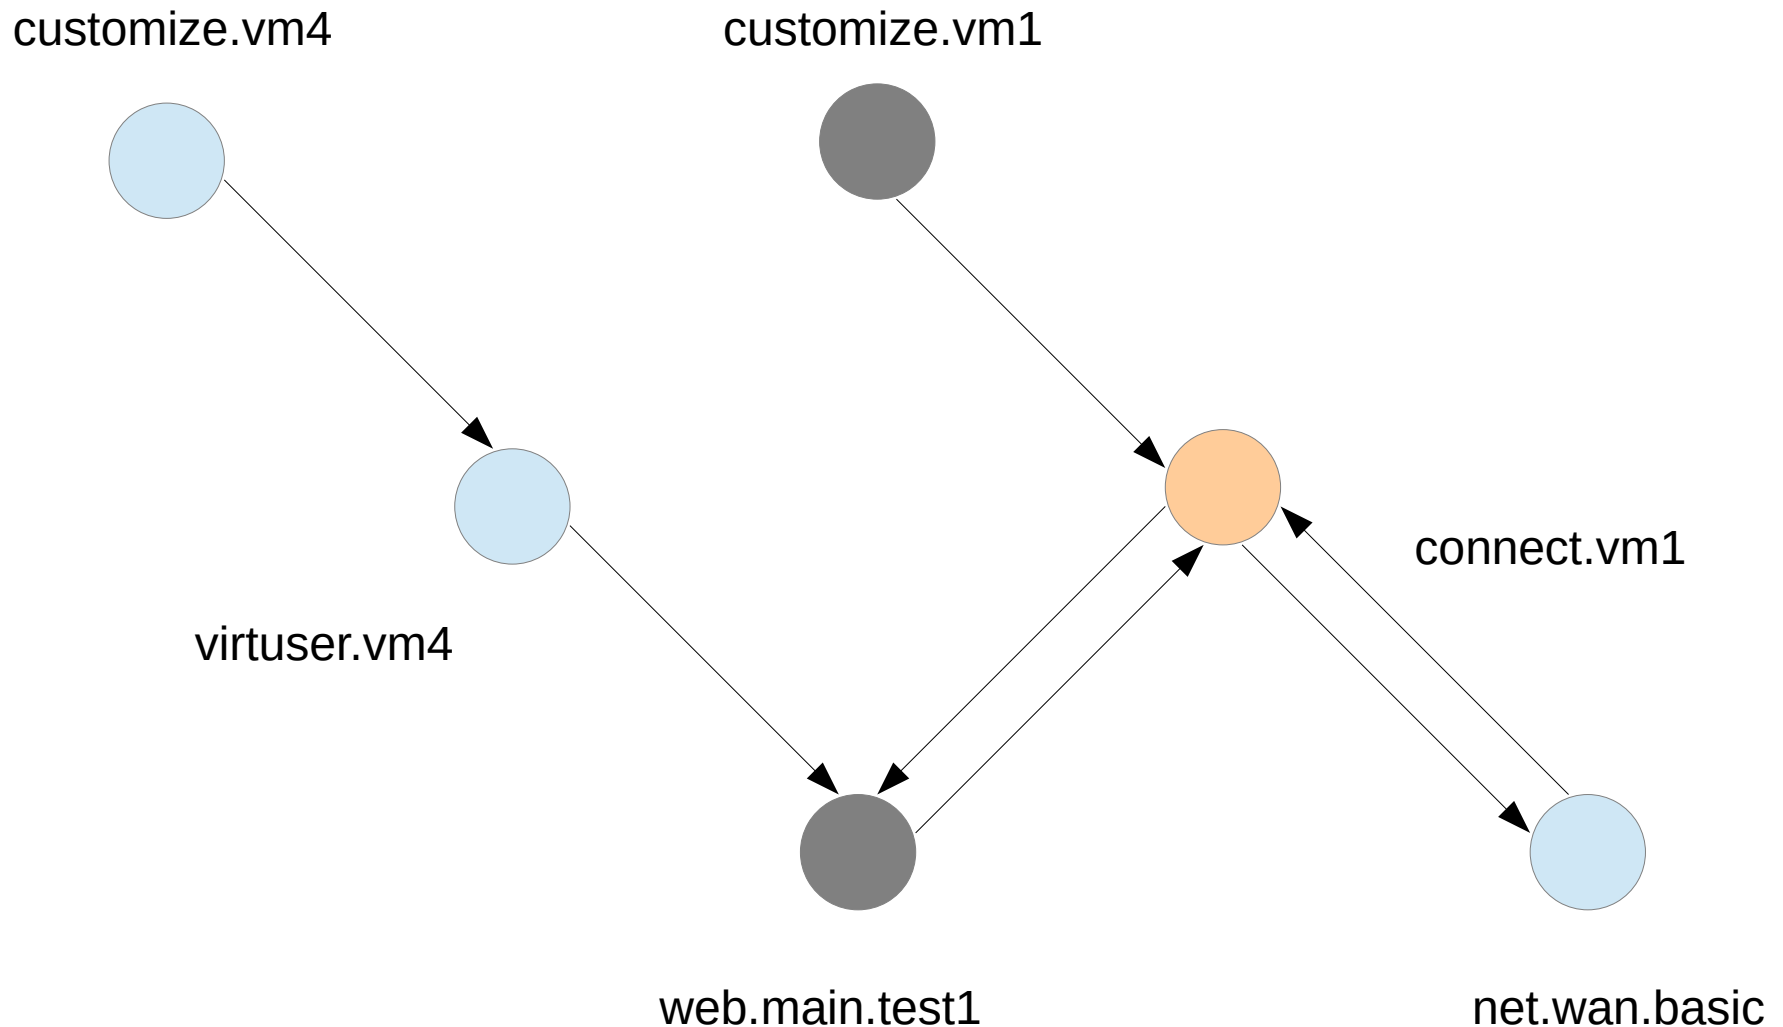 customize.vm4
customize.vm1
connect.vm1
virtuser.vm4
web.main.test1
net.wan.basic